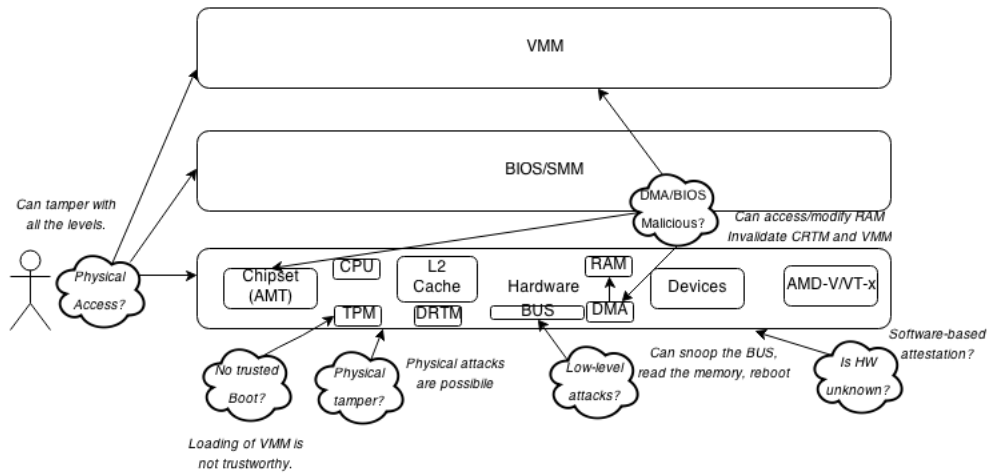 VMM
BIOS/SMM
DMA/BIOS
Malicious?
Can tamper with
all the levels.
Can access/modify RAM
Invalidate CRTM and VMM
Physical
Access?
Chipset
(AMT)
CPU
L2
Cache
Hardware
RAM
Devices
AMD-V/VT-x
TPM
DRTM
BUS
DMA
No trusted
Boot?
Physical
tamper?
Physical attacks
are possibile
Low-level
attacks?
Can snoop the BUS,
read the memory, reboot
Is HW
unknown?
Software-based
attestation?
Loading of VMM is
not trustworthy.